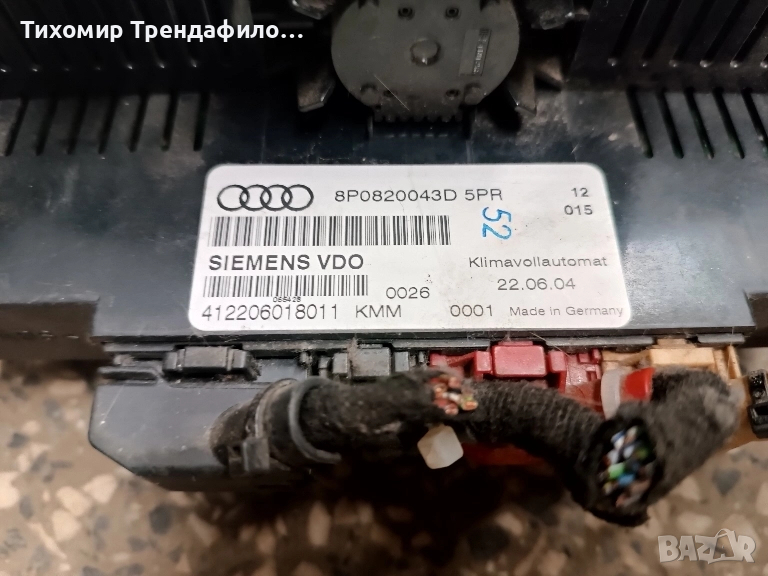 Тихомир Трендафило...
8P0820043D 5PR
12
015
52
SIEMENS VDO
Klimavollautomat
0026
22.06.04
412206018011 KMM
0001
Made in Germany
bazar